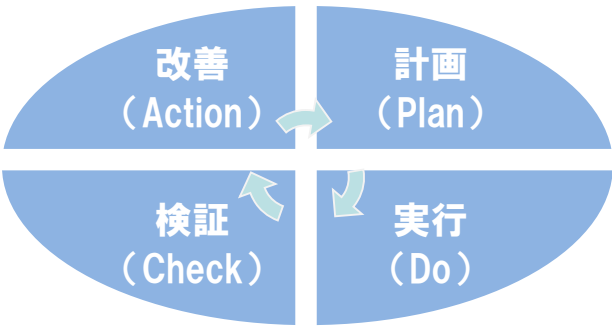 改善
（Action）
計画
（Plan）
検証
（Check）
実行
（Do）